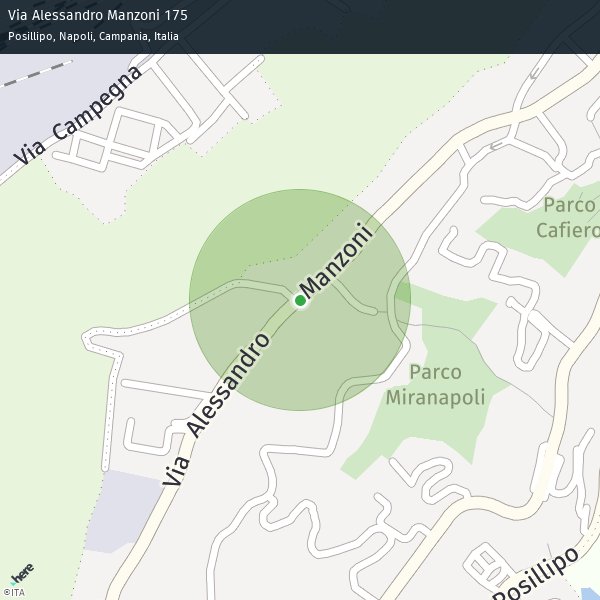 Via Alessandro Manzoni 175
Posillipo, Napoli, Campania, Italia
Via Campegna
Parco
Cafiero
Via Alessandro Manzoni
Parco
Miranapoli
Posillipo
here
©ITA